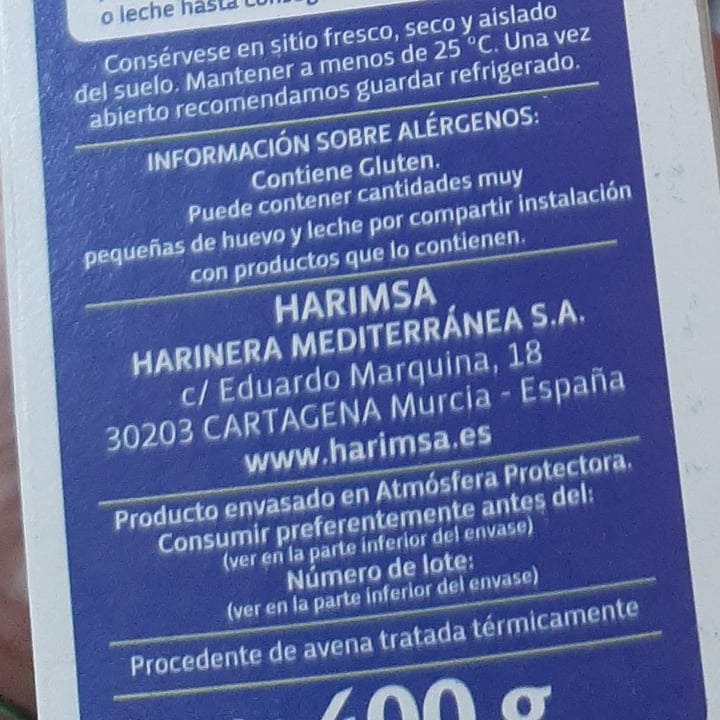 o leche hasta
Consérvese en sitio fresco, seco y aislado
del suelo. Mantener a menos de 25 °C. Una vez
abierto recomendamos guardar refrigerado.
INFORMACIÓN SOBRE ALÉRGENOS:
Contiene Gluten.
Puede contener cantidades muy
pequeñas de huevo y leche por compartir instalación
con productos que lo contienen.
HARIMSA
HARINERA MEDITERRÁNEA S.A.
c/ Eduardo Marquina, 18
30203 CARTAGENA Murcia - España
www.harimsa.es
Producto envasado en Atmósfera Protectora.
Consumir preferentemente antes del:
(ver en la parte inferior del envase)
Número de lote:
(ver en la parte inferior del envase)
Procedente de avena tratada térmicamente
400 g